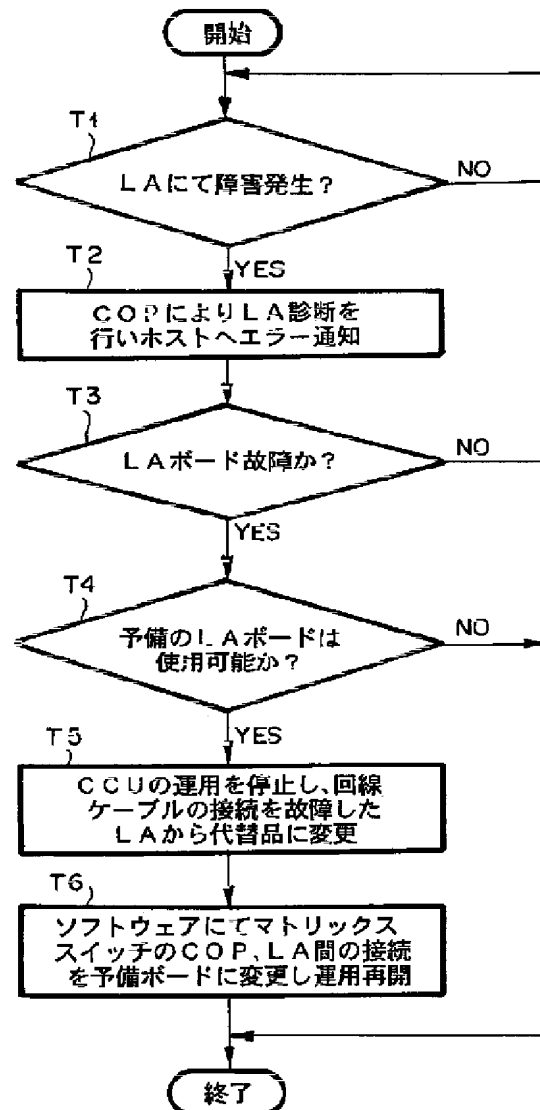 開始
T1
LAにて障害発生？
NO
YES
T2
COPによりLA診断を
行いホストへエラー通知
T3
LAボード故障か？
NO
YES
T4
予備のLAボードは
使用可能か？
NO
YES
T5
CCUの運用を停止し、回線
ケーブルの接続を故障した
LAから代替品に変更
T6
ソフトウェアにてマトリックス
スイッチのCOP、LA間の接続
を予備ボードに変更し運用再開
終了